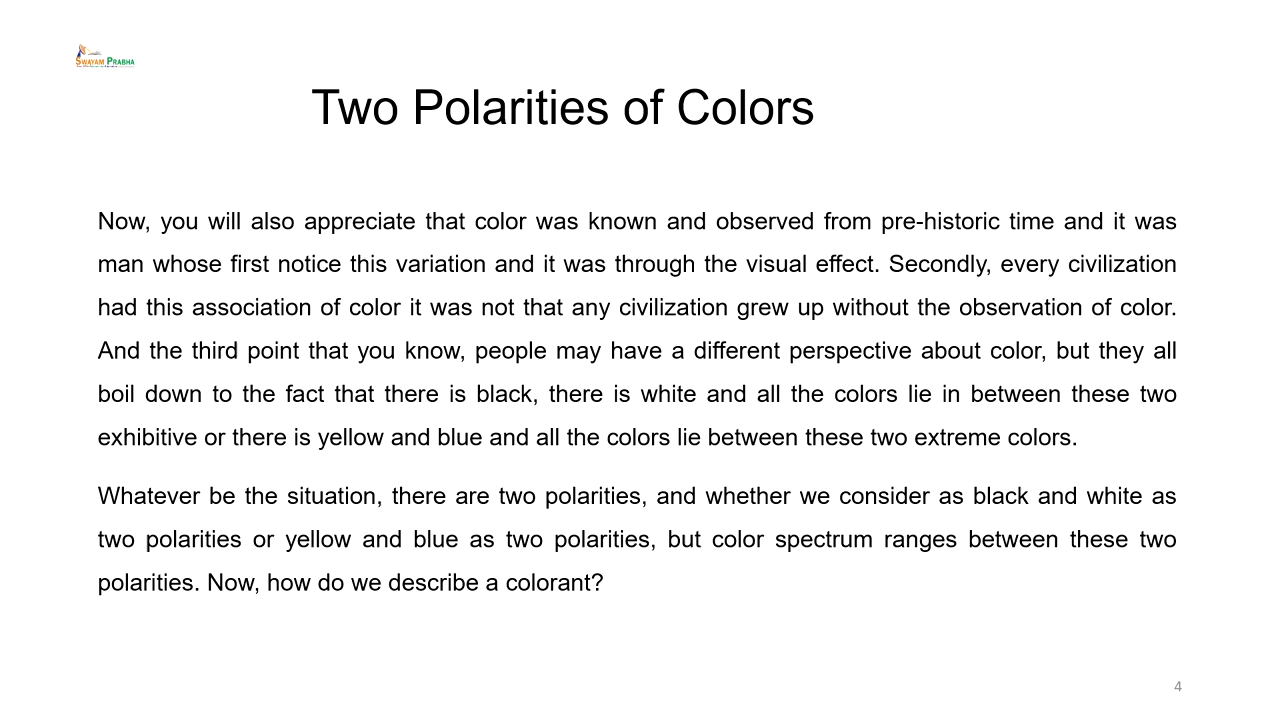 SWAYAM PRABHA
Two Polarities of Colors
Now, you will also appreciate that color was known and observed from pre-historic time and it was
man whose first notice this variation and it was through the visual effect. Secondly, every civilization
had this association of color it was not that any civilization grew up without the observation of color.
And the third point that you know, people may have a different perspective about color, but they all
boil down to the fact that there is black, there is white and all the colors lie in between these two
exhibitive or there is yellow and blue and all the colors lie between these two extreme colors.
Whatever be the situation, there are two polarities, and whether we consider as black and white as
two polarities or yellow and blue as two polarities, but color spectrum ranges between these two
polarities. Now, how do we describe a colorant?
4